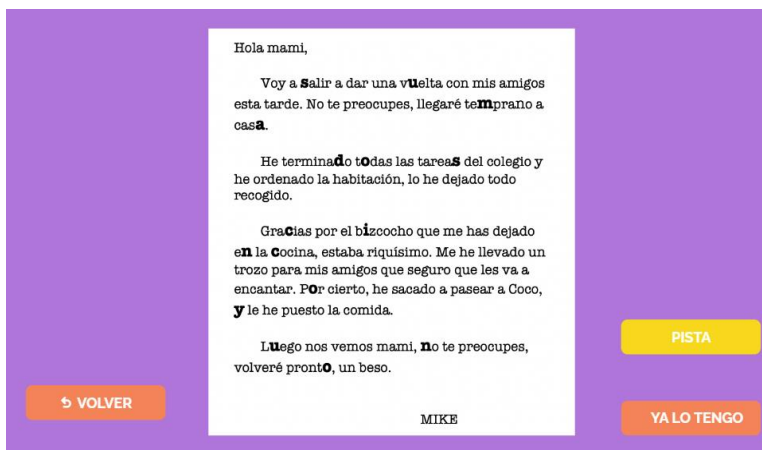 Hola mami,
Voy a salir a dar una vuelta con mis amigos
esta tarde. No te preocupes, llegaré temprano a
casa.
He terminado todas las tareas del colegio y
he ordenado la habitación, lo he dejado todo
recogido.
Gracias por el bizcocho que me has dejado
en la cocina, estaba riquísimo. Me he llevado un
trozo para mis amigos que seguro que les va a
encantar. Por cierto, he sacado a pasear a Coco,
y le he puesto la comida.
Luego nos vemos mami, no te preocupes,
volveré pronto, un beso.
MIKE
PISTA
VOLVER
YA LO TENGO